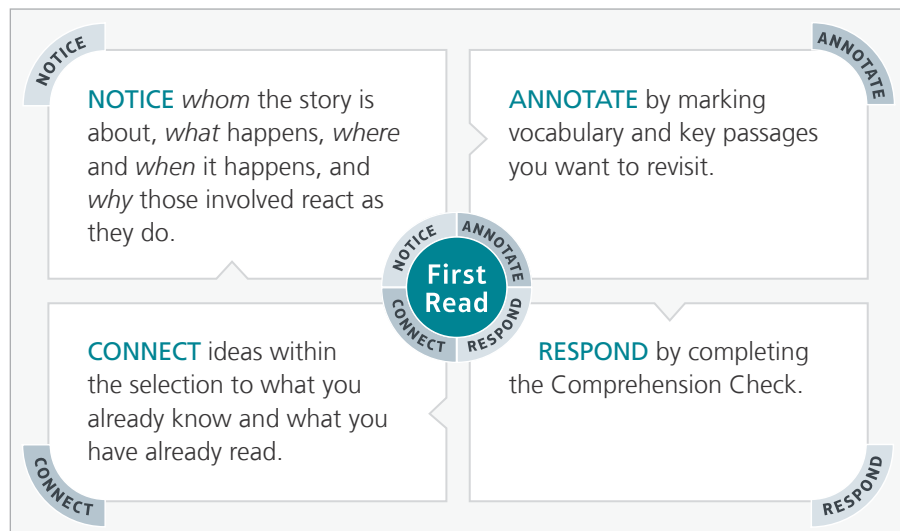 NOTICE
NOTICE whom the story is
about, what happens, where
and when it happens, and
why those involved react as
they do.
ANNOTATE
ANNOTATE by marking
vocabulary and key passages
you want to revisit.
NOTICE
ANNOTATE
First
Read
CONNECT
RESPOND
CONNECT ideas within
the selection to what you
already know and what you
have already read.
CONNECT
RESPOND by completing
the Comprehension Check.
RESPOND